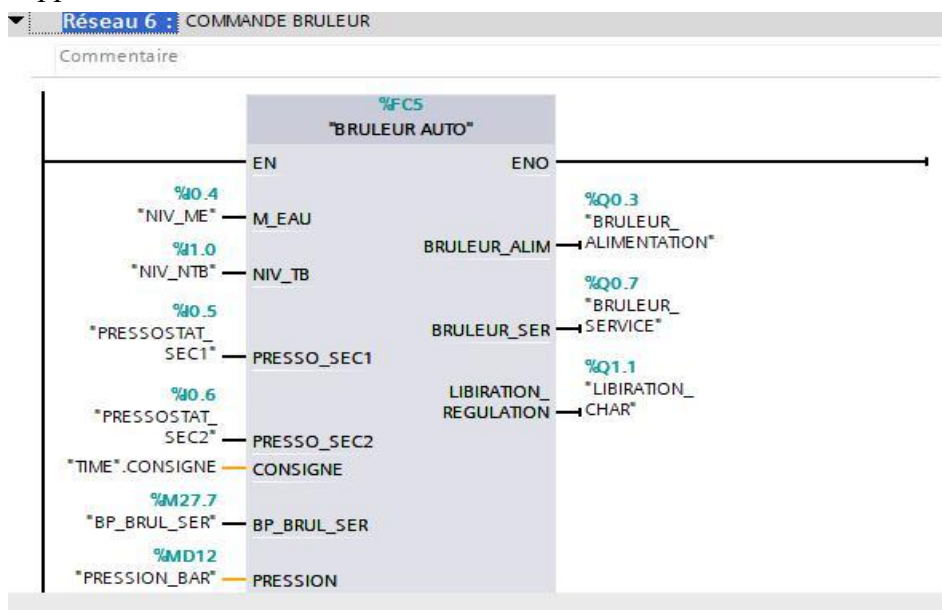 Réseau 6 : COMMANDE BRULEUR
Commentaire
%FC5
"BRULEUR AUTO"
EN
ENO
%I0.4
"NIV_ME"
M_EAU
%I1.0
"NIV_NTB"
NIV_TB
%I0.5
"PRESSOSTAT_
SEC1"
PRESSO_SEC1
%I0.6
"PRESSOSTAT_
SEC2"
PRESSO_SEC2
"TIME".CONSIGNE
CONSIGNE
%M27.7
"BP_BRUL_SER"
BP_BRUL_SER
%MD12
"PRESSION_BAR"
PRESSION
BRULEUR_ALIM
%Q0.3
"BRULEUR_
ALIMENTATION"
BRULEUR_SER
%Q0.7
"BRULEUR_
SERVICE"
LIBIRATION_
REGULATION
%Q1.1
"LIBIRATION_
CHAR"